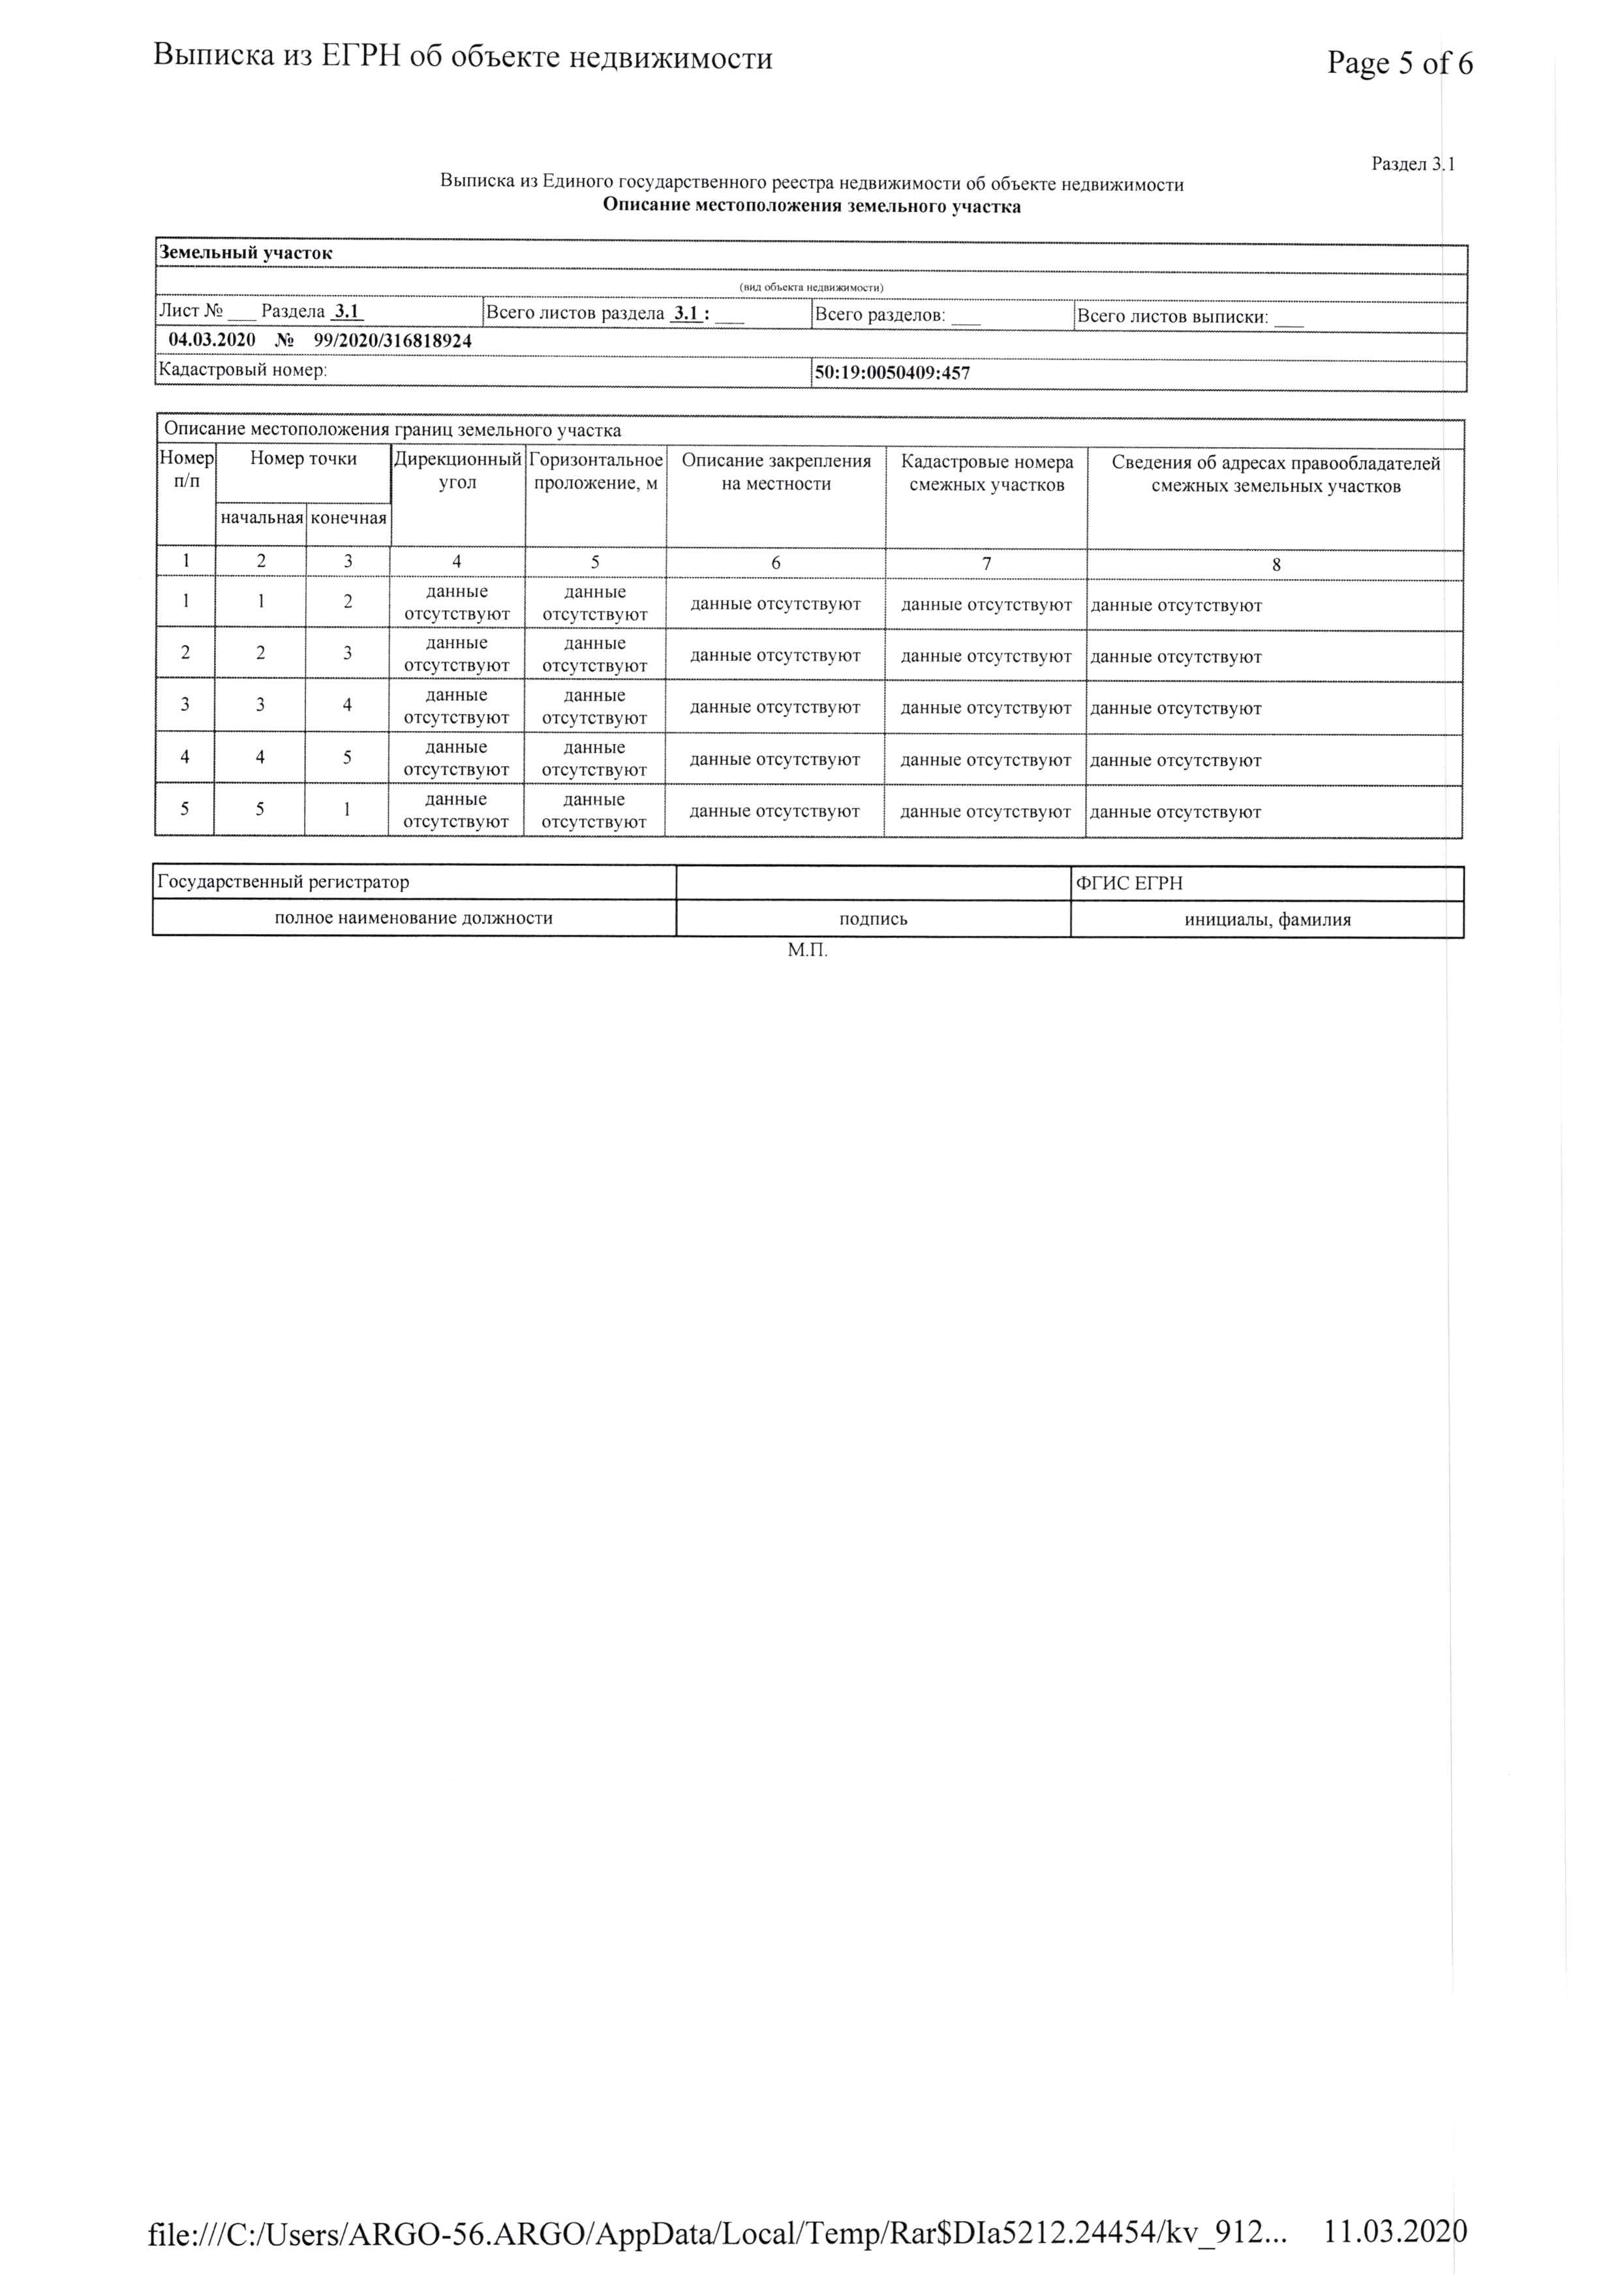 Выписка из ЕГРН об объекте недвижимости Page 5 of 6
Раздел 3.1
Выписка из Единого государственного реестра недвижимости об объекте недвижимости
Описание местоположения земельного участка
Земельный участок
(вид объекта недвижимости)
Лист № ___ Раздела 3.1 Всего листов раздела 3.1 : ___ Всего разделов: ___ Всего листов выписки: ___
04.03.2020 № 99/2020/316818924
Кадастровый номер: 50:19:0050409:457
Описание местоположения границ земельного участка
Номер Номер точки Дирекционный Горизонтальное Описание закрепления Кадастровые номера Сведения об адресах правообладателей
п/п угол проложение, м на местности смежных участков смежных земельных участков
начальная конечная
1 2 3 4 5 6 7 8
данные данные
1 1 2 данные отсутствуют данные отсутствуют данные отсутствуют
отсутствуют отсутствуют
данные данные
2 2 3 данные отсутствуют данные отсутствуют данные отсутствуют
отсутствуют отсутствуют
данные данные
3 3 4 данные отсутствуют данные отсутствуют данные отсутствуют
отсутствуют отсутствуют
данные данные
4 4 5 данные отсутствуют данные отсутствуют данные отсутствуют
отсутствуют отсутствуют
данные данные
5 5 1 данные отсутствуют данные отсутствуют данные отсутствуют
отсутствуют отсутствуют
Государственный регистратор ФГИС ЕГРН
полное наименование должности подпись инициалы, фамилия
М.П.
file:///C:/Users/ARGO-56.ARGO/AppData/Local/Temp/Rar$DIa5212.24454/kv_912... 11.03.2020